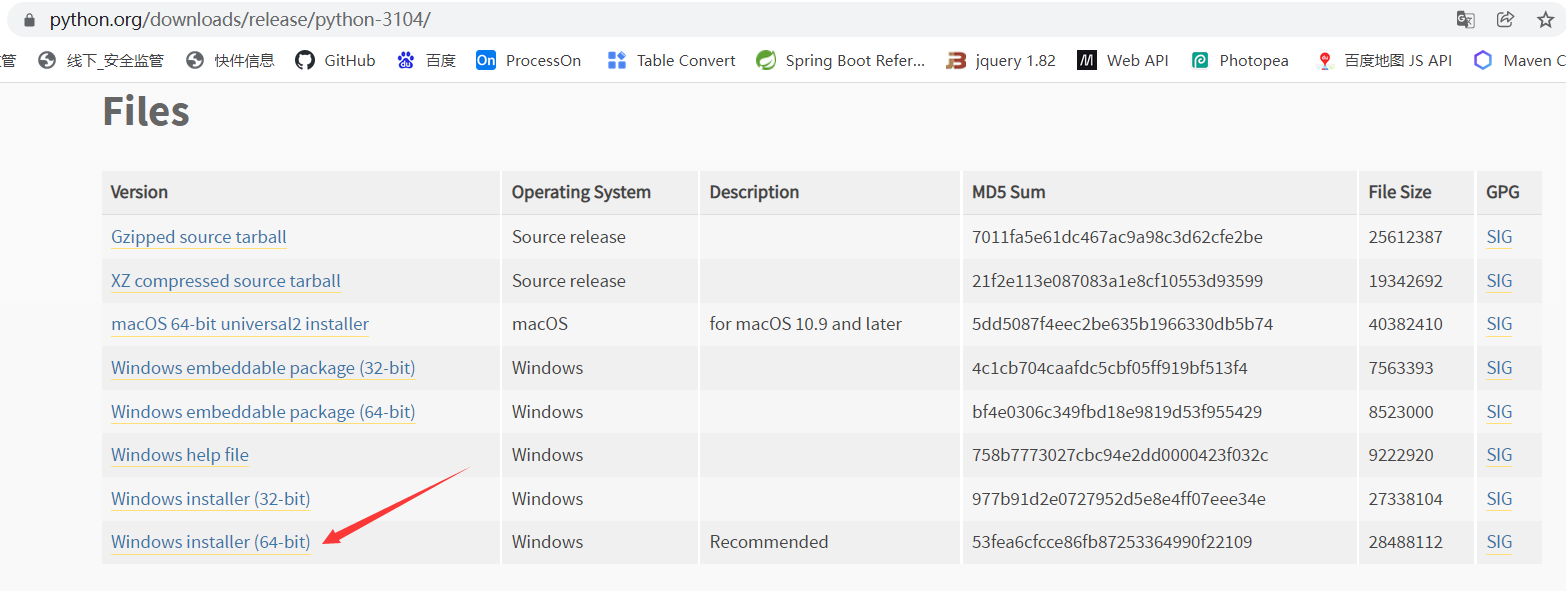 python.org/downloads/release/python-3104/
管 线下_安全监管 快件信息 GitHub 百度 ProcessOn Table Convert Spring Boot Refer... jquery 1.82 Web API Photopea 百度地图 JS API Maven C
Files
Version Operating System Description MD5 Sum File Size GPG
Gzipped source tarball Source release 7011fa5e61dc467ac9a98c3d62cfe2be 25612387 SIG
XZ compressed source tarball Source release 21f2e113e087083a1e8cf10553d93599 19342692 SIG
macOS 64-bit universal2 installer macOS for macOS 10.9 and later 5dd5087f4eec2be635b1966330db5b74 40382410 SIG
Windows embeddable package (32-bit) Windows 4c1cb704caafdc5cbf05ff919bf513f4 7563393 SIG
Windows embeddable package (64-bit) Windows bf4e0306c349fbd18e9819d53f955429 8523000 SIG
Windows help file Windows 758b7773027cbc94e2dd0000423f032c 9222920 SIG
Windows installer (32-bit) Windows 977b91d2e0727952d5e8e4ff07eee34e 27338104 SIG
Windows installer (64-bit) Windows Recommended 53fea6cfcce86fb87253364990f22109 28488112 SIG